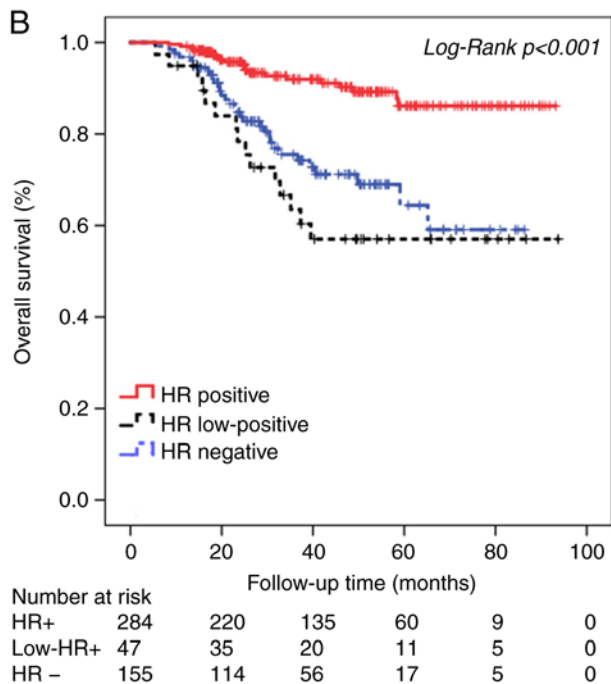 B
Log-Rank p<0.001
Overall survival (%)
1.0
0.8
0.6
0.4
0.2
0.0
HR positive
HR low-positive
HR negative
0 20 40 60 80 100
Follow-up time (months)
Number at risk
HR+ 284 220 135 60 9 0
Low-HR+ 47 35 20 11 5 0
HR – 155 114 56 17 5 0